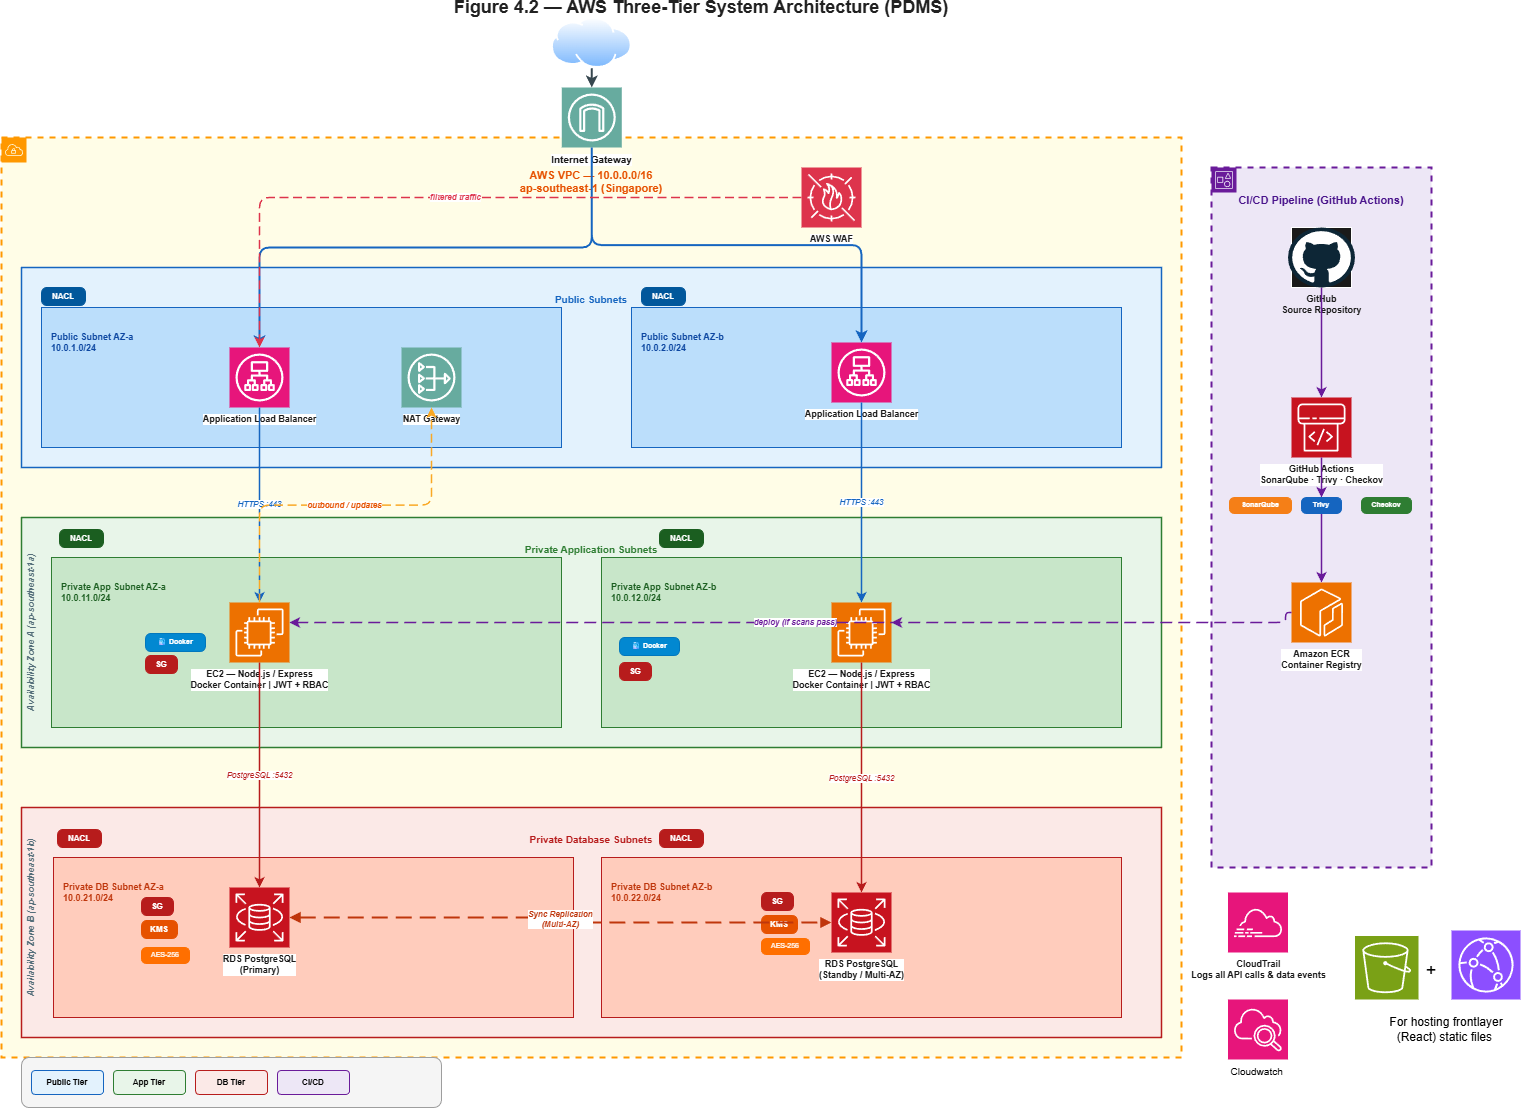 Figure 4.2 — AWS Three-Tier System Architecture (PDMS)
Internet Gateway
AWS VPC — 10.0.0.0/16
ap-southeast-1 (Singapore)
filtered traffic
AWS WAF
NACL
Public Subnets
NACL
Public Subnet AZ-a
10.0.1.0/24
Public Subnet AZ-b
10.0.2.0/24
Application Load Balancer
NAT Gateway
Application Load Balancer
HTTPS :443
outbound / updates
HTTPS :443
Availability Zone A (ap-southeast-1a)
NACL
Private Application Subnets
NACL
Private App Subnet AZ-a
10.0.11.0/24
Private App Subnet AZ-b
10.0.12.0/24
deploy (if scans pass)
Docker
SG
Docker
SG
EC2 — Node.js / Express
Docker Container | JWT + RBAC
EC2 — Node.js / Express
Docker Container | JWT + RBAC
PostgreSQL :5432
PostgreSQL :5432
Availability Zone B (ap-southeast-1b)
NACL
Private Database Subnets
NACL
Private DB Subnet AZ-a
10.0.21.0/24
Private DB Subnet AZ-b
10.0.22.0/24
SG
KMS
AES-256
Sync Replication
(Multi-AZ)
SG
KMS
AES-256
RDS PostgreSQL
(Primary)
RDS PostgreSQL
(Standby / Multi-AZ)
Public Tier
App Tier
DB Tier
CI/CD
CI/CD Pipeline (GitHub Actions)
GitHub
Source Repository
GitHub Actions
SonarQube · Trivy · Checkov
SonarQube
Trivy
Checkov
Amazon ECR
Container Registry
CloudTrail
Logs all API calls & data events
Cloudwatch
+
For hosting frontlayer
(React) static files